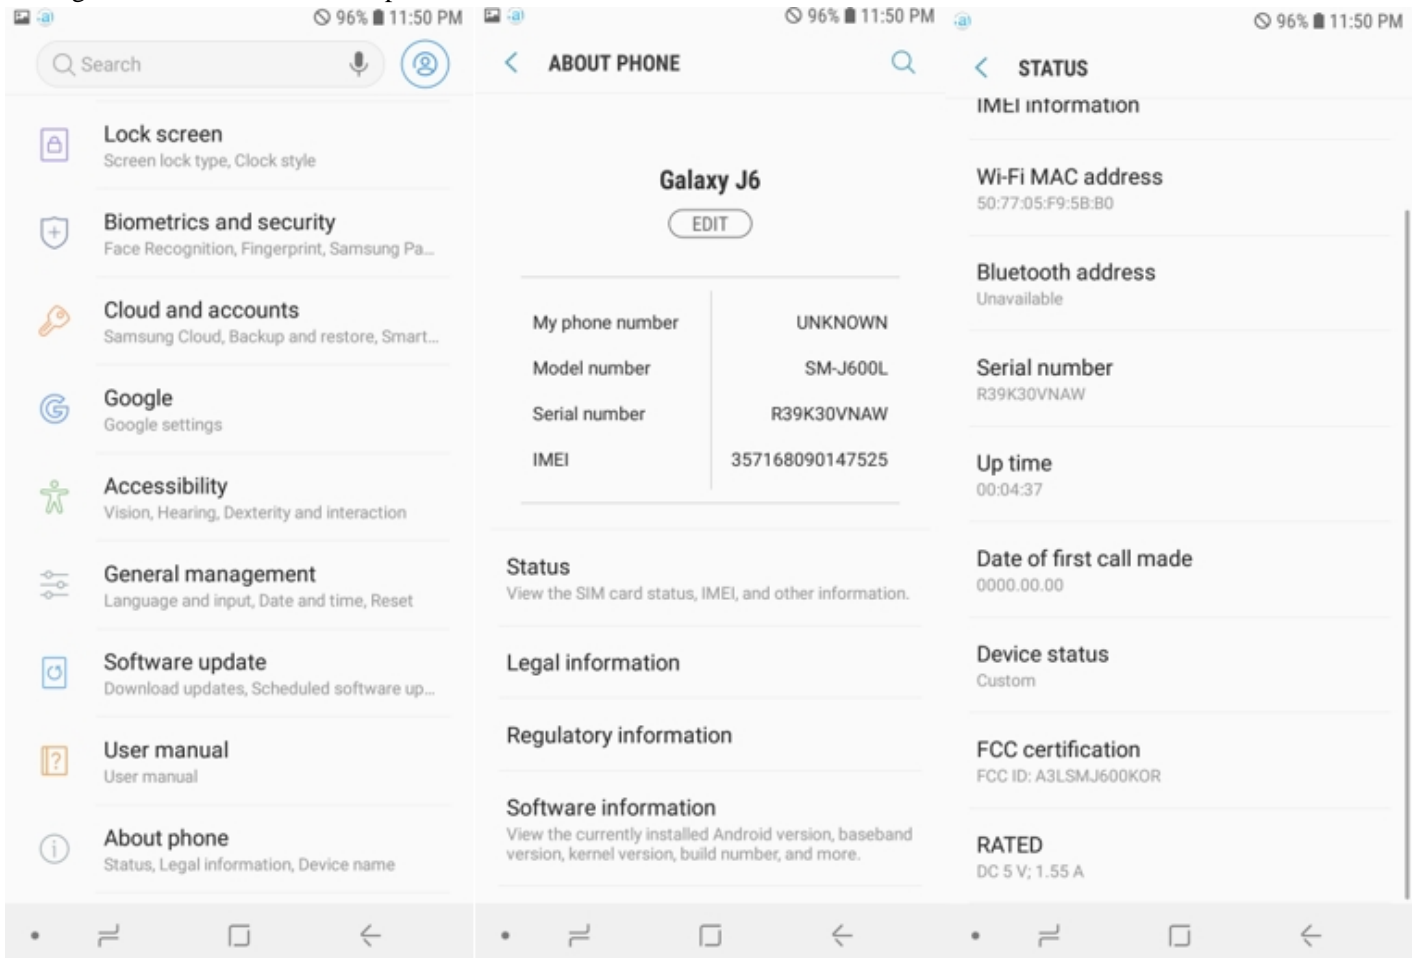 96% 11:50 PM
Search
Lock screen
Screen lock type, Clock style
Biometrics and security
Face Recognition, Fingerprint, Samsung Pa...
Cloud and accounts
Samsung Cloud, Backup and restore, Smart...
Google
Google settings
Accessibility
Vision, Hearing, Dexterity and interaction
General management
Language and input, Date and time, Reset
Software update
Download updates, Scheduled software up...
User manual
User manual
About phone
Status, Legal information, Device name
96% 11:50 PM
ABOUT PHONE
Galaxy J6
EDIT
My phone number UNKNOWN
Model number SM-J600L
Serial number R39K30VNAW
IMEI 357168090147525
Status
View the SIM card status, IMEI, and other information.
Legal information
Regulatory information
Software information
View the currently installed Android version, baseband
version, kernel version, build number, and more.
96% 11:50 PM
STATUS
IMEI information
Wi-Fi MAC address
50:77:05:F9:5B:B0
Bluetooth address
Unavailable
Serial number
R39K30VNAW
Up time
00:04:37
Date of first call made
0000.00.00
Device status
Custom
FCC certification
FCC ID: A3LSMJ600KOR
RATED
DC 5 V; 1.55 A